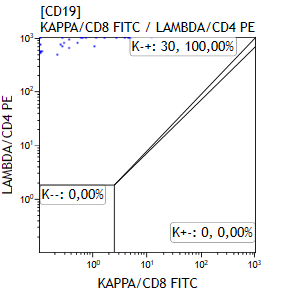 [CD19]
KAPPA/CD8 FITC / LAMBDA/CD4 PE
LAMBDA/CD4 PE
10³
K-+: 30, 100,00%
10²
10¹
10⁰
K--: 0,00%
K+-: 0, 0,00%
10⁰ 10¹ 10² 10³
KAPPA/CD8 FITC